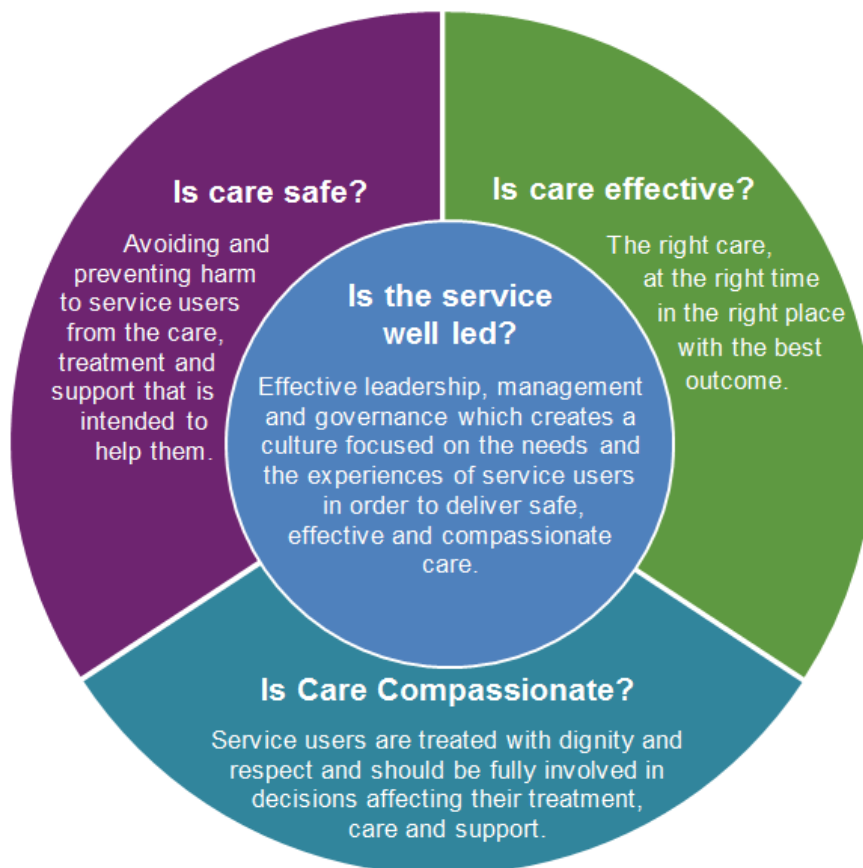 Is care safe?
Avoiding and
preventing harm
to service users
from the care,
treatment and
support that is
intended to
help them.
Is care effective?
The right care,
at the right time
in the right place
with the best
outcome.
Is the service
well led?
Effective leadership, management
and governance which creates a
culture focused on the needs and
the experiences of service users
in order to deliver safe,
effective and compassionate
care.
Is Care Compassionate?
Service users are treated with dignity and
respect and should be fully involved in
decisions affecting their treatment,
care and support.